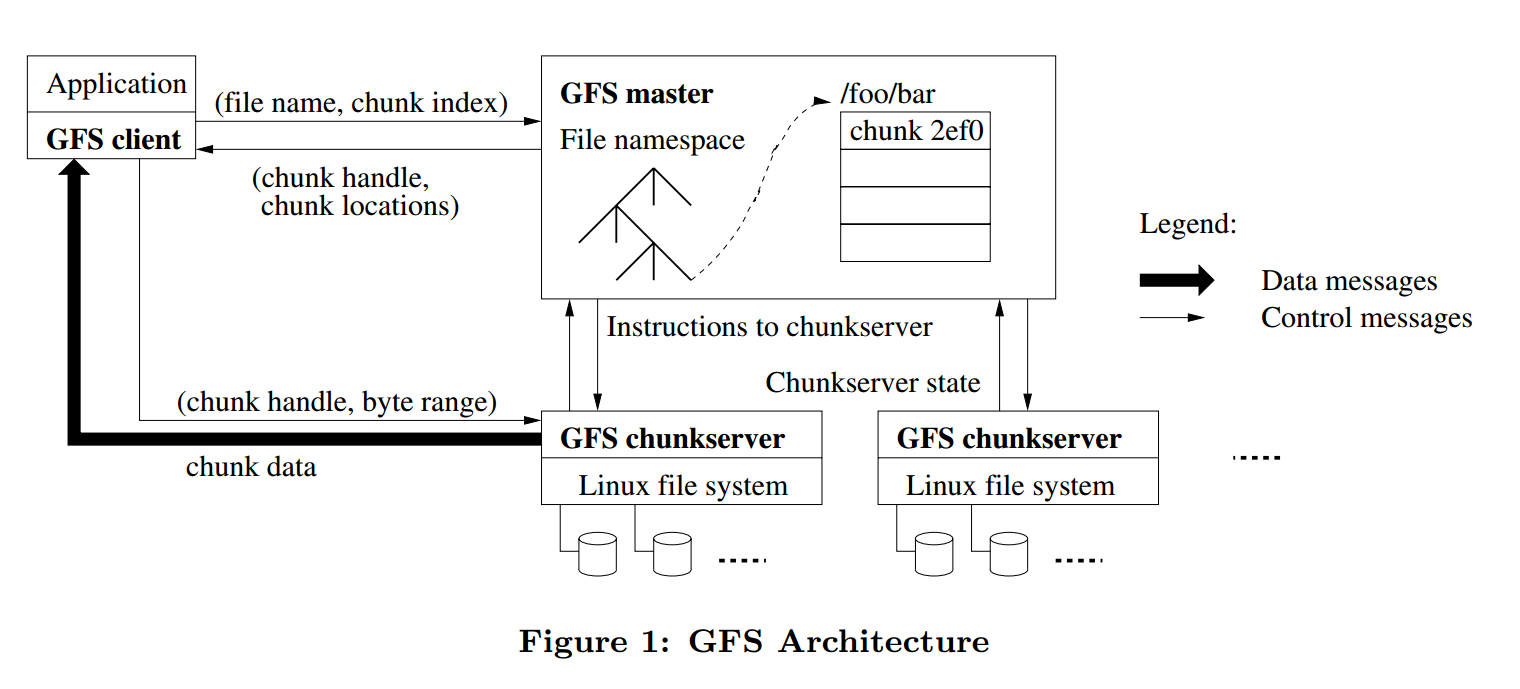 Application
GFS client
(file name, chunk index)
(chunk handle,
chunk locations)
GFS master
File namespace
/foo/bar
chunk 2ef0
Legend:
Data messages
Control messages
Instructions to chunkserver
Chunkserver state
(chunk handle, byte range)
chunk data
GFS chunkserver
Linux file system
GFS chunkserver
Linux file system
Figure 1: GFS Architecture